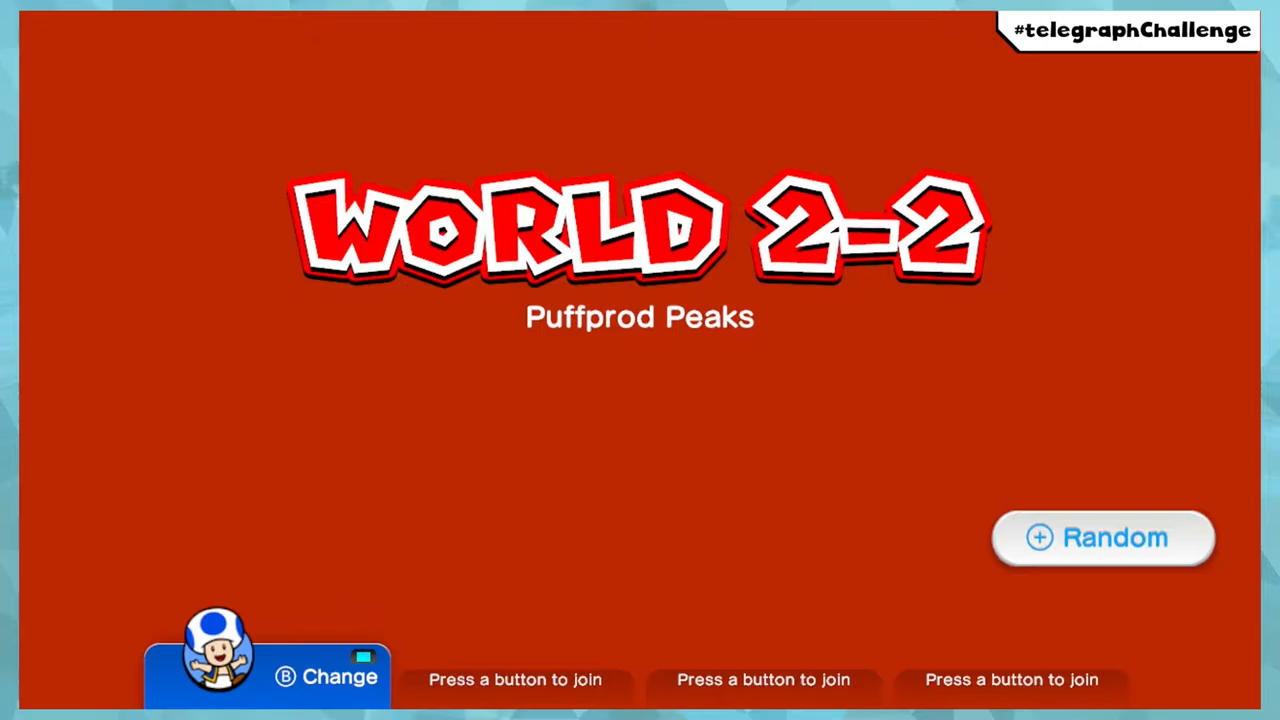 #telegraphChallenge
WORLD 2-2
Puffprod Peaks
+ Random
B Change
Press a button to join
Press a button to join
Press a button to join